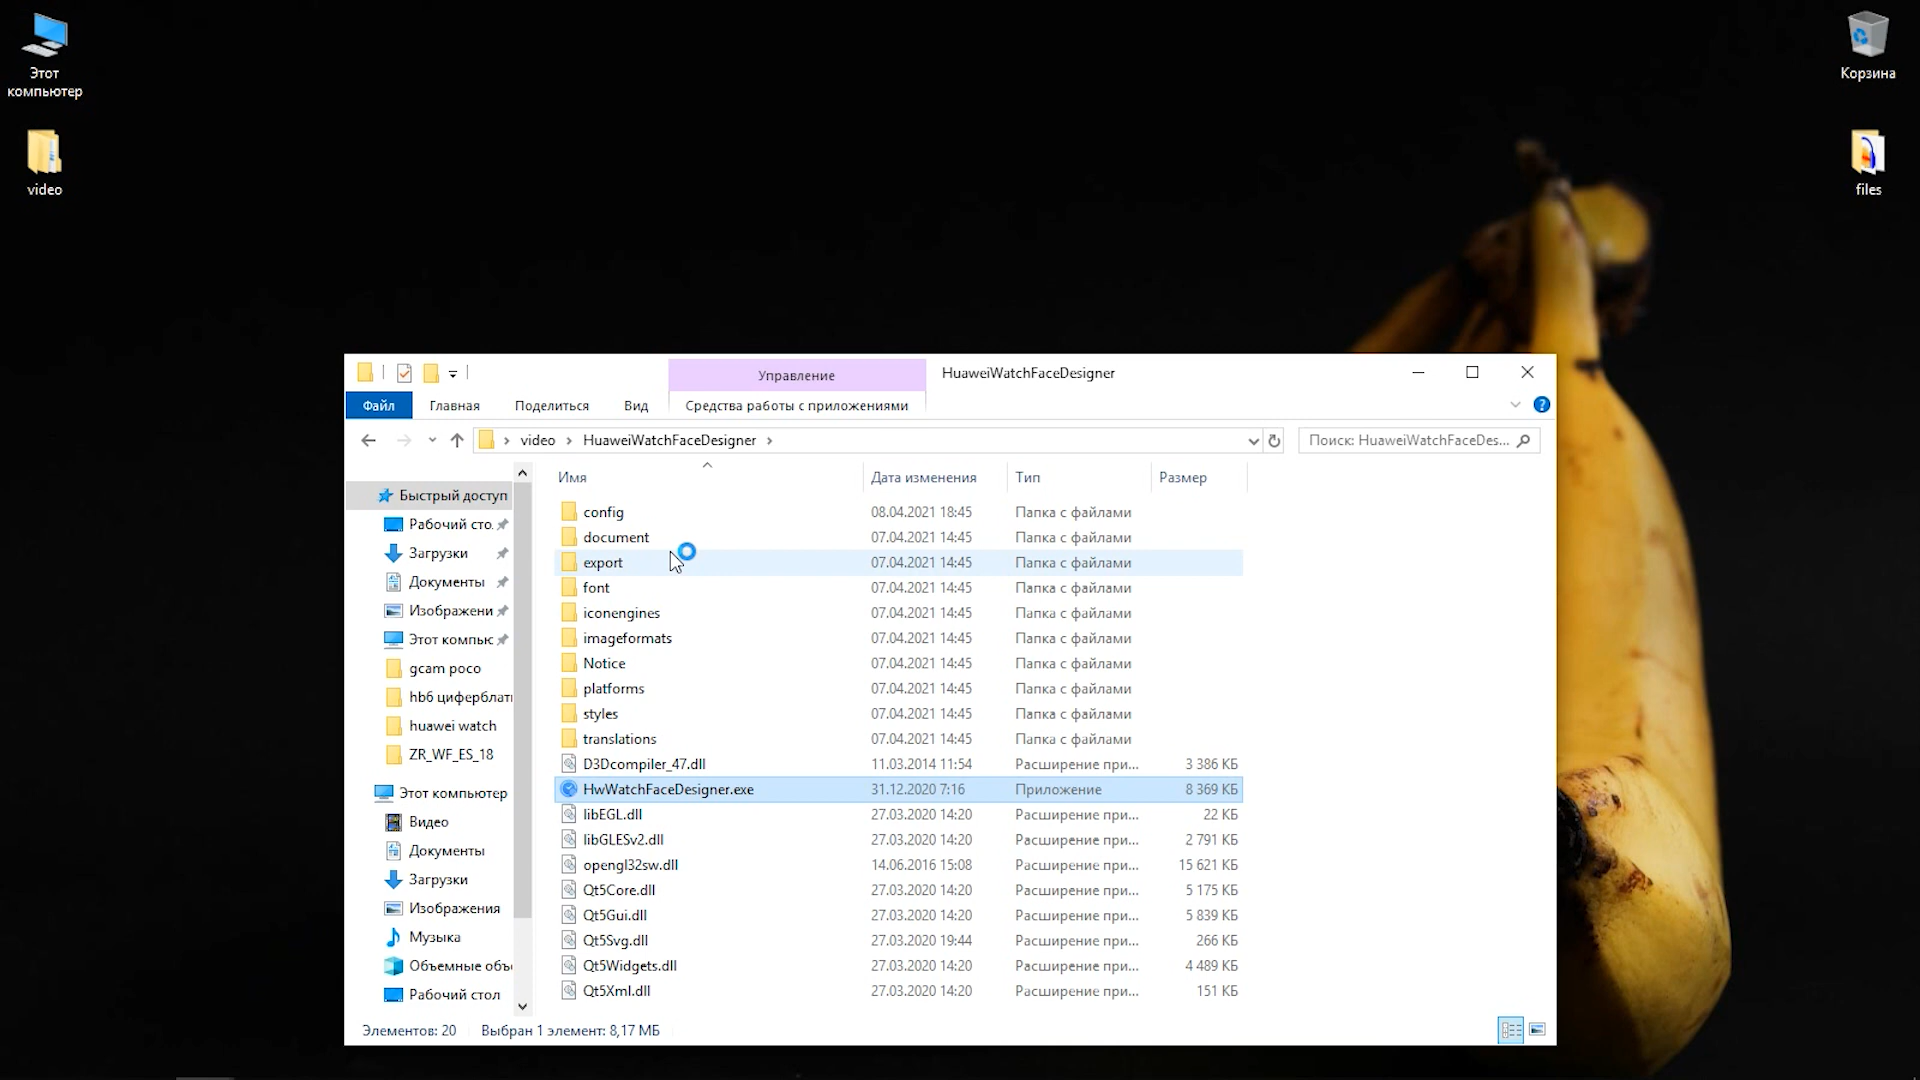 Этот
компьютер
video
Корзина
files
Управление
HuaweiWatchFaceDesigner
Файл
Главная
Поделиться
Вид
Средства работы с приложениями
video
HuaweiWatchFaceDesigner
Поиск: HuaweiWatchFaceDes...
Быстрый доступ
Рабочий сто.
Загрузки
Документы
Изображени
Этот компьюс
gcam poco
hb6 циферблат
huawei watch
ZR_WF_ES_18
Этот компьютер
Видео
Документы
Загрузки
Изображения
Музыка
Объемные объ
Рабочий стол
Имя Дата изменения Тип Размер
config 08.04.2021 18:45 Папка с файлами
document 07.04.2021 14:45 Папка с файлами
export 07.04.2021 14:45 Папка с файлами
font 07.04.2021 14:45 Папка с файлами
iconengines 07.04.2021 14:45 Папка с файлами
imageformats 07.04.2021 14:45 Папка с файлами
Notice 07.04.2021 14:45 Папка с файлами
platforms 07.04.2021 14:45 Папка с файлами
styles 07.04.2021 14:45 Папка с файлами
translations 07.04.2021 14:45 Папка с файлами
D3Dcompiler_47.dll 11.03.2014 11:54 Расширение при... 3 386 КБ
HwWatchFaceDesigner.exe 31.12.2020 7:16 Приложение 8 369 КБ
libEGL.dll 27.03.2020 14:20 Расширение при... 22 КБ
libGLESv2.dll 27.03.2020 14:20 Расширение при... 2 791 КБ
opengl32sw.dll 14.06.2016 15:08 Расширение при... 15 621 КБ
Qt5Core.dll 27.03.2020 14:20 Расширение при... 5 175 КБ
Qt5Gui.dll 27.03.2020 14:20 Расширение при... 5 839 КБ
Qt5Svg.dll 27.03.2020 19:44 Расширение при... 266 КБ
Qt5Widgets.dll 27.03.2020 14:20 Расширение при... 4 489 КБ
Qt5Xml.dll 27.03.2020 14:20 Расширение при... 151 КБ
Элементов: 20 Выбран 1 элемент: 8,17 МБ